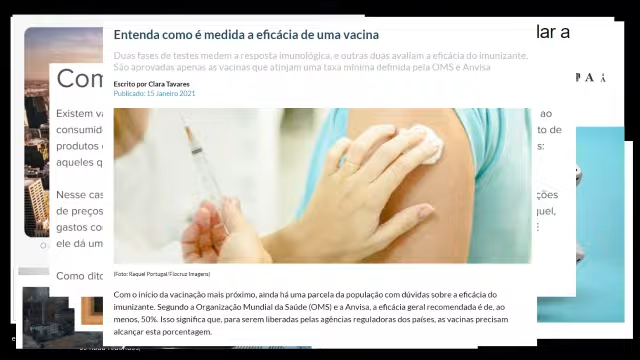 Entenda como é medida a eficácia de uma vacina
Duas fases de testes medem a resposta imunológica, e outras duas avaliam a eficácia do imunizante.
São aprovadas apenas as vacinas que atinjam uma taxa mínima definida pela OMS e Anvisa
Escrito por Clara Tavares
Publicado: 15 Janeiro 2021
(Foto: Raquel Portugal/Fiocruz Imagens)
Com o início da vacinação mais próximo, ainda há uma parcela da população com dúvidas sobre a eficácia do
imunizante. Segundo a Organização Mundial da Saúde (OMS) e a Anvisa, a eficácia geral recomendada é de, ao
menos, 50%. Isso significa que, para serem liberadas pelas agências reguladoras dos países, as vacinas precisam
alcançar esta porcentagem.
Com
Existem va
consumid
produtos
aqueles q
Nesse cas
de preços
gastos co
ele dá um
Como dito
lar a
ao
to de
s:
ções
guel,